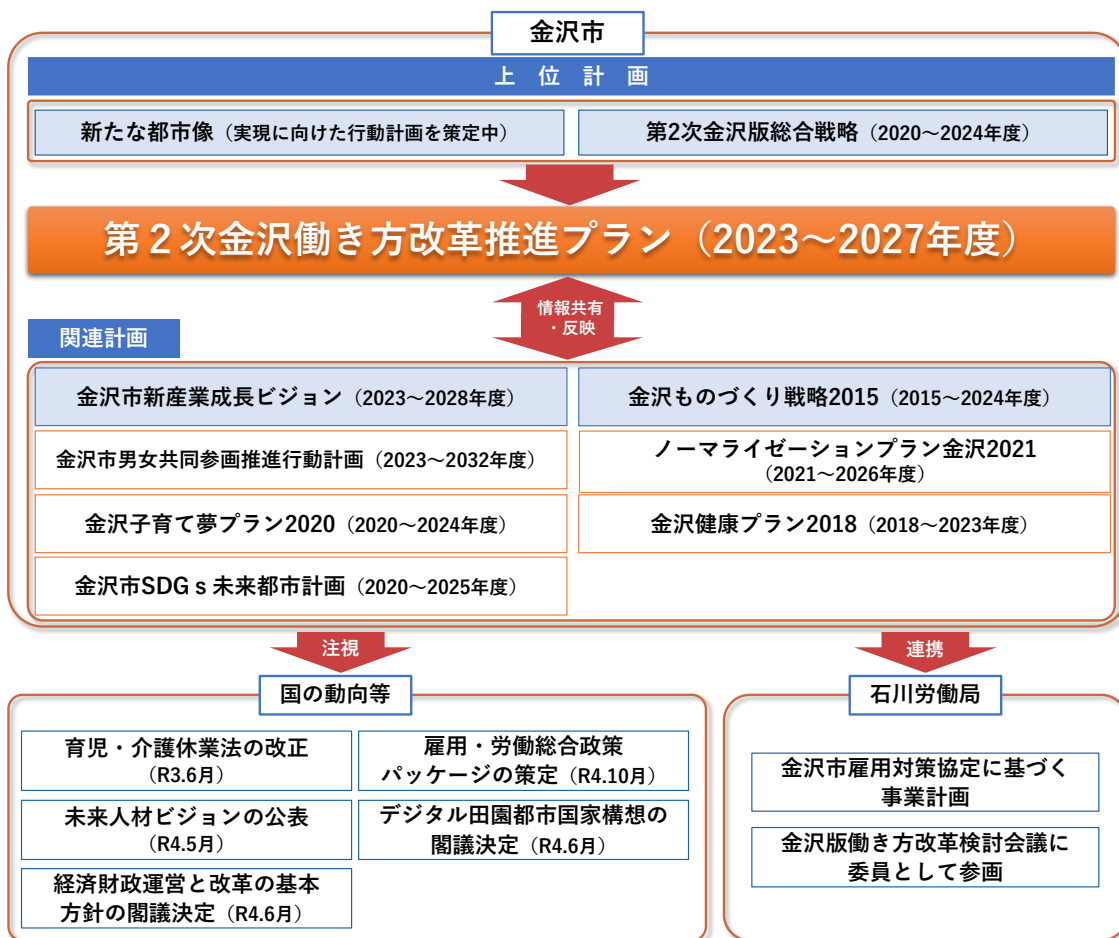 金沢市
上位計画
新たな都市像（実現に向けた行動計画を策定中）
第2次金沢版総合戦略（2020～2024年度）
第２次金沢働き方改革推進プラン（2023～2027年度）
情報共有
・反映
関連計画
金沢市新産業成長ビジョン（2023～2028年度）
金沢ものづくり戦略2015（2015～2024年度）
金沢市男女共同参画推進行動計画（2023～2032年度）
ノーマライゼーションプラン金沢2021
（2021～2026年度）
金沢子育て夢プラン2020（2020～2024年度）
金沢健康プラン2018（2018～2023年度）
金沢市SDGｓ未来都市計画（2020～2025年度）
注視
連携
国の動向等
育児・介護休業法の改正
（R3.6月）
雇用・労働総合政策
パッケージの策定（R4.10月）
未来人材ビジョンの公表
（R4.5月）
デジタル田園都市国家構想の
閣議決定（R4.6月）
経済財政運営と改革の基本
方針の閣議決定（R4.6月）
石川労働局
金沢市雇用対策協定に基づく
事業計画
金沢版働き方改革検討会議に
委員として参画